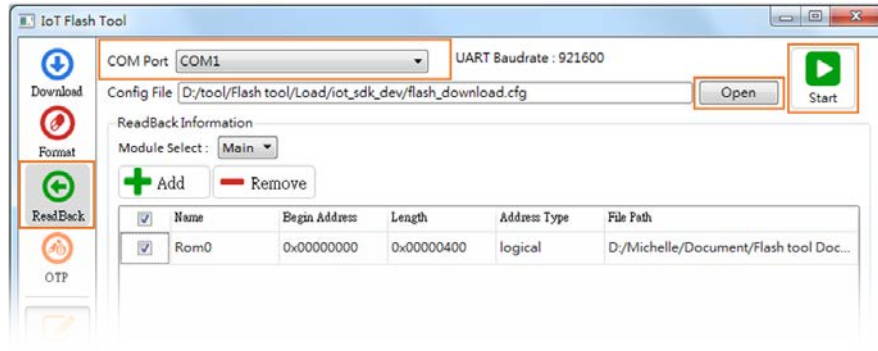 IoT Flash Tool
Download
Format
ReadBack
OTP
COM Port COM1 UART Baudrate : 921600
Config File D:/tool/Flash tool/Load/iot_sdk_dev/flash_download.cfg Open
Start
ReadBack Information
Module Select : Main
Add Remove
Name Begin Address Length Address Type File Path
Rom0 0x00000000 0x00000400 logical D:/Michelle/Document/Flash tool Doc...